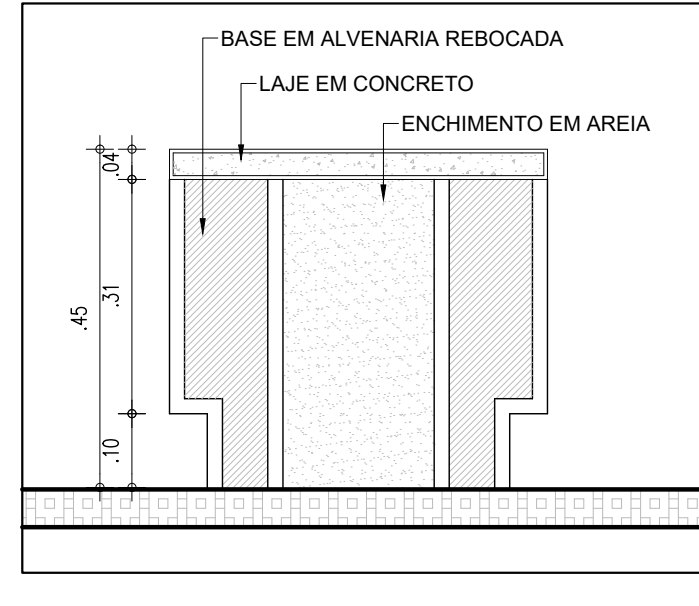 BASE EM ALVENARIA REBOCADA
LAJE EM CONCRETO
ENCHIMENTO EM AREIA
.04
.31
.45
.10